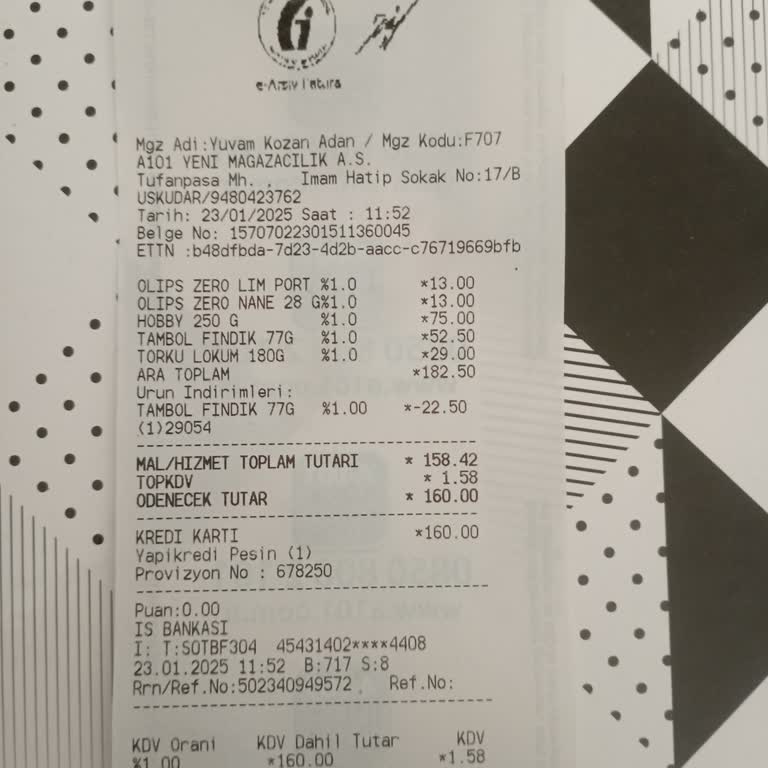 e-Arşiv Fatura
Mgz Adi:Yuvam Kozan Adan / Mgz Kodu:F707
A101 YENI MAGAZACILIK A.S.
Tufanpasa Mh. , Imam Hatip Sokak No:17/B
USKUDAR/9480423762
Tarih: 23/01/2025 Saat : 11:52
Belge No: 15707022301511360045
ETTN :b48dfbda-7d23-4d2b-aacc-c76719669bfb
OLIPS ZERO LIM PORT %1.0 *13.00
OLIPS ZERO NANE 28 G%1.0 *13.00
HOBBY 250 G %1.0 *75.00
TAMBOL FINDIK 77G %1.0 *52.50
TORKU LOKUM 180G %1.0 *29.00
ARA TOPLAM *182.50
Urun Indirimleri:
TAMBOL FINDIK 77G %1.00 *-22.50
(1)29054
MAL/HIZMET TOPLAM TUTARI * 158.42
TOPKDV * 1.58
ODENECEK TUTAR * 160.00
KREDI KARTI *160.00
Yapikredi Pesin (1)
Provizyon No : 678250
Puan:0.00
IS BANKASI
I: T:SOTBF304 45431402****4408
23.01.2025 11:52 B:717 S:8
Rrn/Ref.No:502340949572 Ref.No:
KDV Orani KDV Dahil Tutar KDV
%1.00 *160.00 *1.58